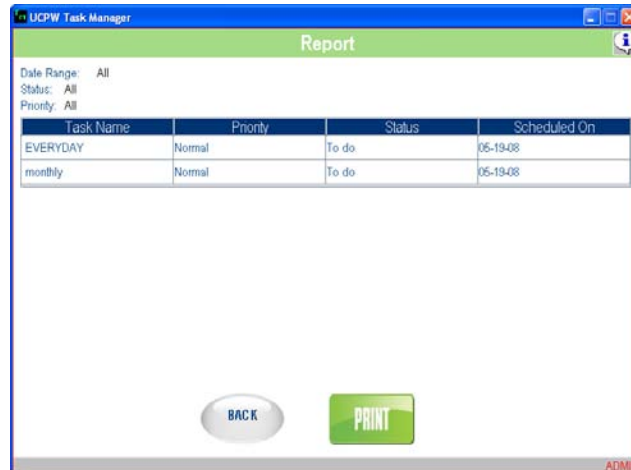 UCPW Task Manager
Report
Date Range: All
Status: All
Priority: All
Task Name Priority Status Scheduled On
EVERYDAY Normal To do 05-19-08
monthly Normal To do 05-19-08
BACK PRINT
ADMI